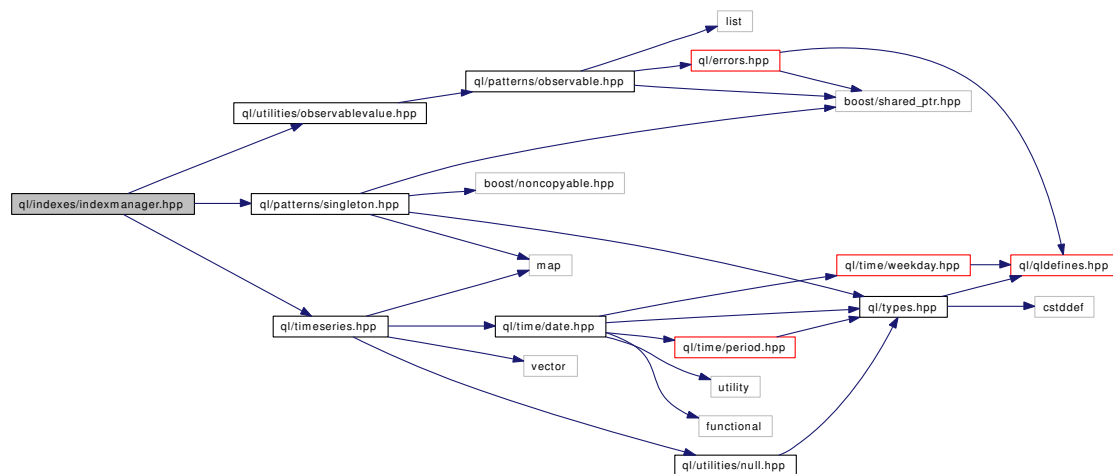 list
ql/errors.hpp
ql/patterns/observable.hpp
boost/shared_ptr.hpp
ql/utilities/observablevalue.hpp
boost/noncopyable.hpp
ql/indexes/indexmanager.hpp
ql/patterns/singleton.hpp
map
ql/time/weekday.hpp
ql/qldefines.hpp
ql/types.hpp
cstddef
ql/timeseries.hpp
ql/time/date.hpp
ql/time/period.hpp
vector
utility
functional
ql/utilities/null.hpp